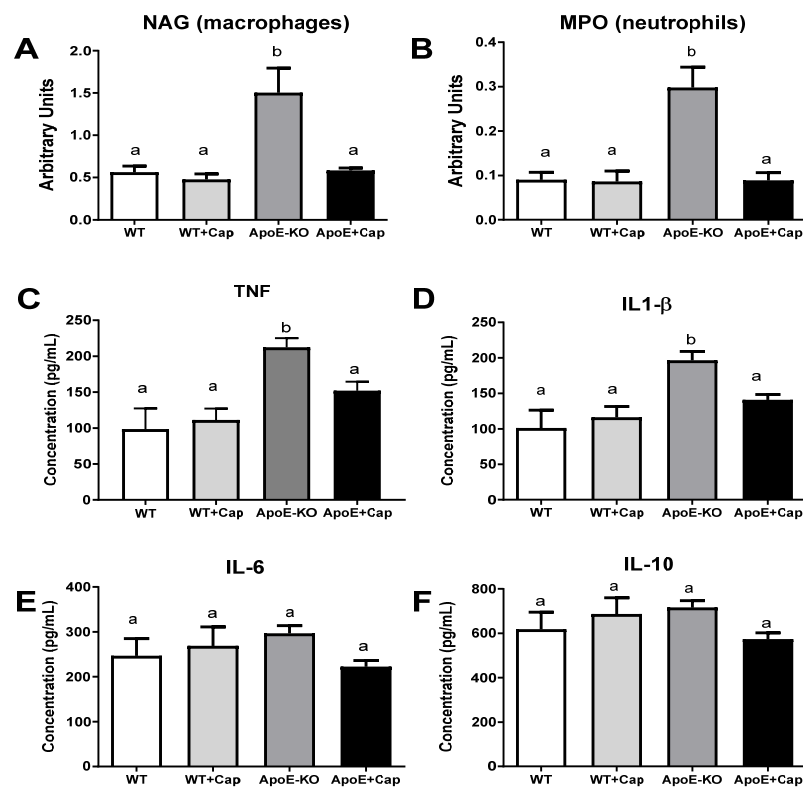 NAG (macrophages)
A
Arbitrary Units
2.0
1.5
1.0
0.5
0.0
a
a
b
a
WT
WT+Cap
ApoE-KO
ApoE+Cap
MPO (neutrophils)
B
Arbitrary Units
0.4
0.3
0.2
0.1
0.0
a
a
b
a
WT
WT+Cap
ApoE-KO
ApoE+Cap
TNF
C
Concentration (pg/mL)
250
200
150
100
50
0
a
a
b
a
WT
WT+Cap
ApoE-KO
ApoE+Cap
IL1-β
D
Concentration (pg/mL)
250
200
150
100
50
0
a
a
b
a
WT
WT+Cap
ApoE-KO
ApoE+Cap
IL-6
E
Concentration (pg/mL)
400
300
200
100
0
a
a
a
a
WT
WT+Cap
ApoE-KO
ApoE+Cap
IL-10
F
Concentration (pg/mL)
800
600
400
200
0
a
a
a
a
WT
WT+Cap
ApoE-KO
ApoE+Cap